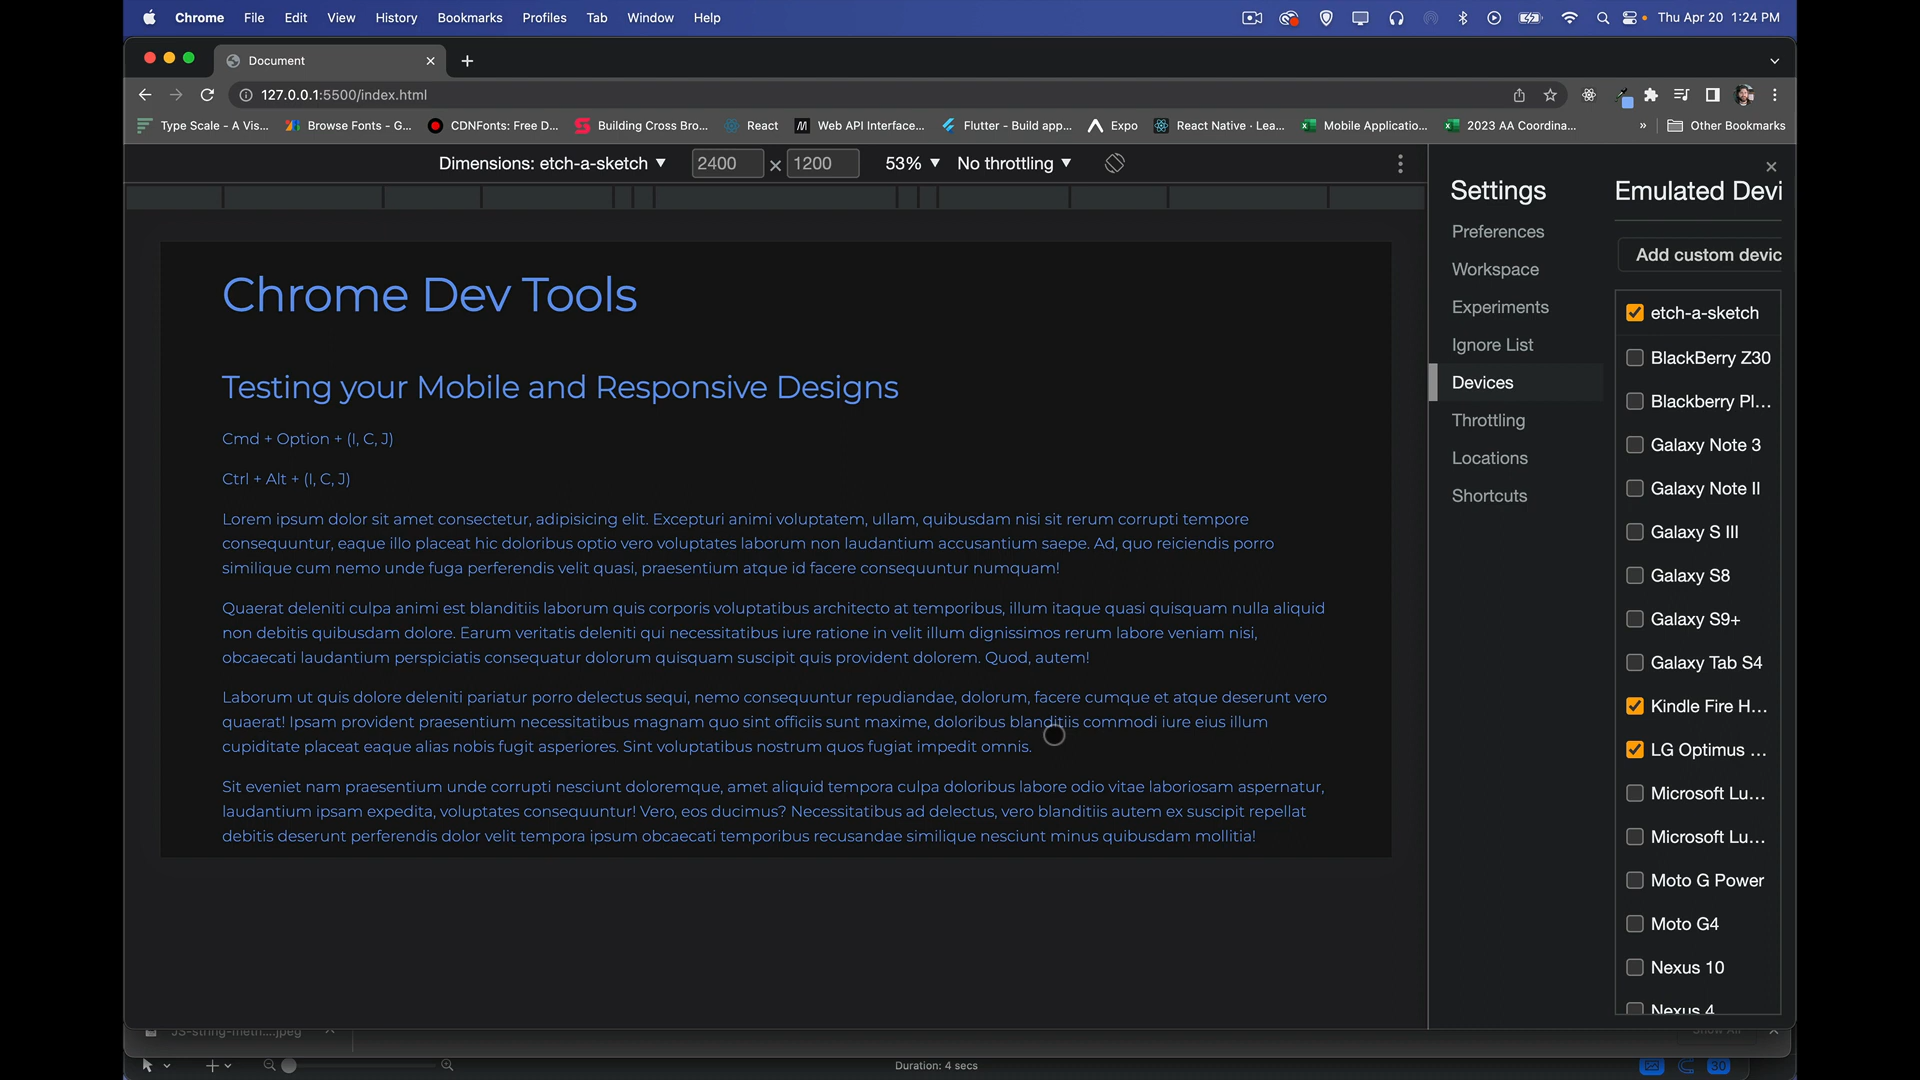 Chrome File Edit View History Bookmarks Profiles Tab Window Help Thu Apr 20 1:24 PM
Document
127.0.0.1:5500/index.html
Type Scale - A Vis... Browse Fonts - G... CDNFonts: Free D... Building Cross Bro... React Web API Interface... Flutter - Build app... Expo React Native · Lea... Mobile Applicatio... 2023 AA Coordina... » Other Bookmarks
Dimensions: etch-a-sketch 2400 × 1200 53% No throttling
Chrome Dev Tools
Testing your Mobile and Responsive Designs
Cmd + Option + (I, C, J)
Ctrl + Alt + (I, C, J)
Lorem ipsum dolor sit amet consectetur, adipisicing elit. Excepturi animi voluptatem, ullam, quibusdam nisi sit rerum corrupti tempore
consequuntur, eaque illo placeat hic doloribus optio vero voluptates laborum non laudantium accusantium saepe. Ad, quo reiciendis porro
similique cum nemo unde fuga perferendis velit quasi, praesentium atque id facere consequuntur numquam!
Quaerat deleniti culpa animi est blanditiis laborum quis corporis voluptatibus architecto at temporibus, illum itaque quasi quisquam nulla aliquid
non debitis quibusdam dolore. Earum veritatis deleniti qui necessitatibus iure ratione in velit illum dignissimos rerum labore veniam nisi,
obcaecati laudantium perspiciatis consequatur dolorum quisquam suscipit quis provident dolorem. Quod, autem!
Laborum ut quis dolore deleniti pariatur porro delectus sequi, nemo consequuntur repudiandae, dolorum, facere cumque et atque deserunt vero
quaerat! Ipsam provident praesentium necessitatibus magnam quo sint officiis sunt maxime, doloribus blanditiis commodi iure eius illum
cupiditate placeat eaque alias nobis fugit asperiores. Sint voluptatibus nostrum quos fugiat impedit omnis.
Sit eveniet nam praesentium unde corrupti nesciunt doloremque, amet aliquid tempora culpa doloribus labore odio vitae laboriosam aspernatur,
laudantium ipsam expedita, voluptates consequuntur! Vero, eos ducimus? Necessitatibus ad delectus, vero blanditiis autem ex suscipit repellat
debitis deserunt perferendis dolor velit tempora ipsum obcaecati temporibus recusandae similique nesciunt minus quibusdam mollitia!
Settings
Preferences
Workspace
Experiments
Ignore List
Devices
Throttling
Locations
Shortcuts
Emulated Devi
Add custom devic
etch-a-sketch
BlackBerry Z30
Blackberry Pl...
Galaxy Note 3
Galaxy Note II
Galaxy S III
Galaxy S8
Galaxy S9+
Galaxy Tab S4
Kindle Fire H...
LG Optimus ...
Microsoft Lu...
Microsoft Lu...
Moto G Power
Moto G4
Nexus 10
Nexus 4
JS-string-meth....jpeg Show All
Duration: 4 secs 30